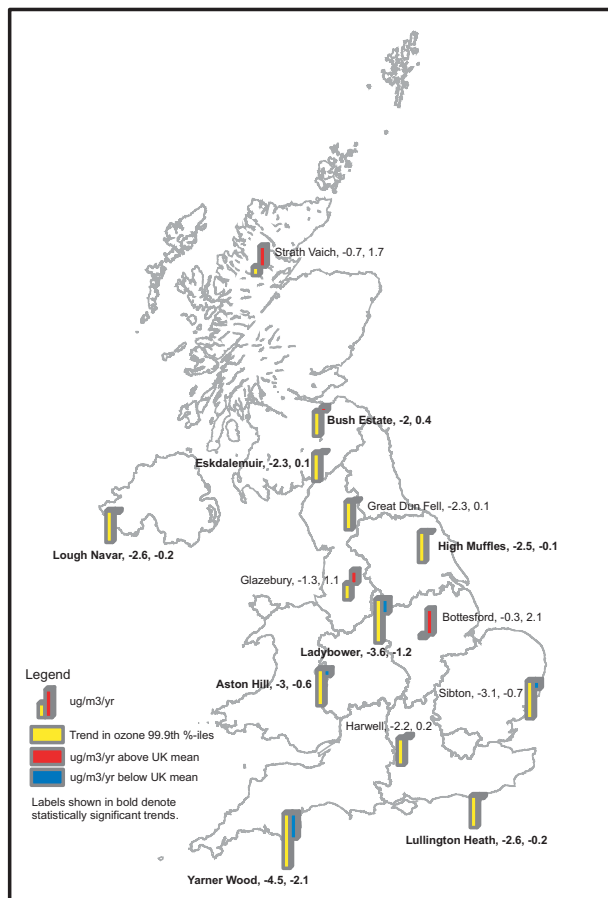 Strath Vaich, -0.7, 1.7
Bush Estate, -2, 0.4
Eskdalemuir, -2.3, 0.1
Great Dun Fell, -2.3, 0.1
High Muffles, -2.5, -0.1
Lough Navar, -2.6, -0.2
Glazebury, -1.3, 1.1
Bottesford, -0.3, 2.1
Ladybower, -3.6, -1.2
Aston Hill, -3, -0.6
Sibton, -3.1, -0.7
Harwell, -2.2, 0.2
Lullington Heath, -2.6, -0.2
Yarner Wood, -4.5, -2.1
Legend
ug/m3/yr
Trend in ozone 99.9th %-iles
ug/m3/yr above UK mean
ug/m3/yr below UK mean
Labels shown in bold denote
statistically significant trends.